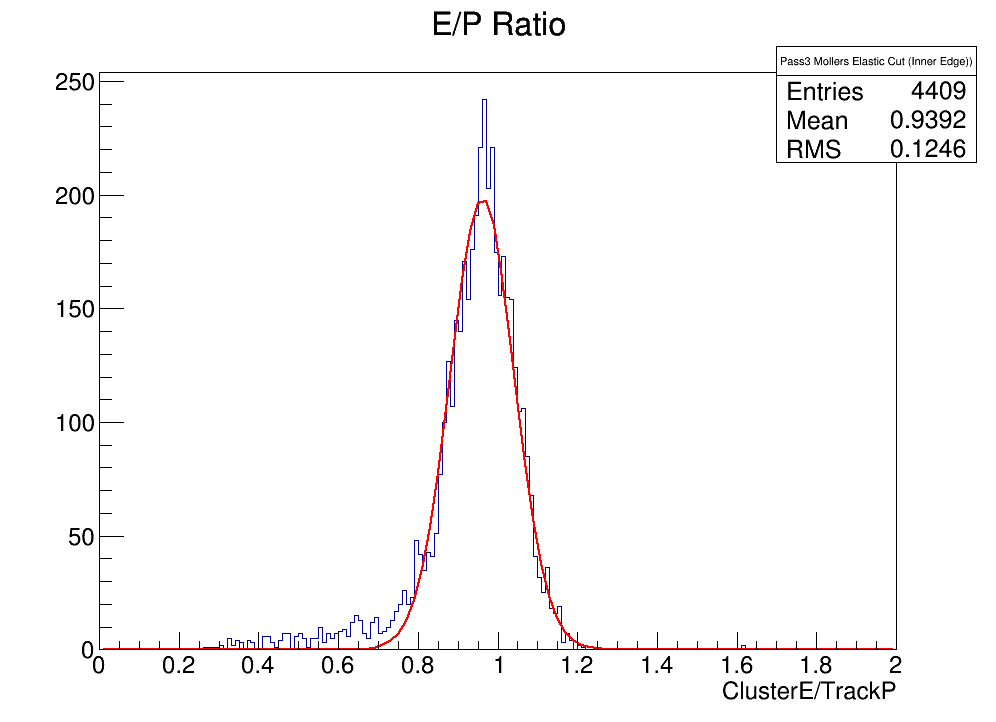 E/P Ratio
Pass3 Mollers Elastic Cut (Inner Edge))
Entries 4409
Mean 0.9392
RMS 0.1246
250
200
150
100
50
0
0 0.2 0.4 0.6 0.8 1 1.2 1.4 1.6 1.8 2
ClusterE/TrackP